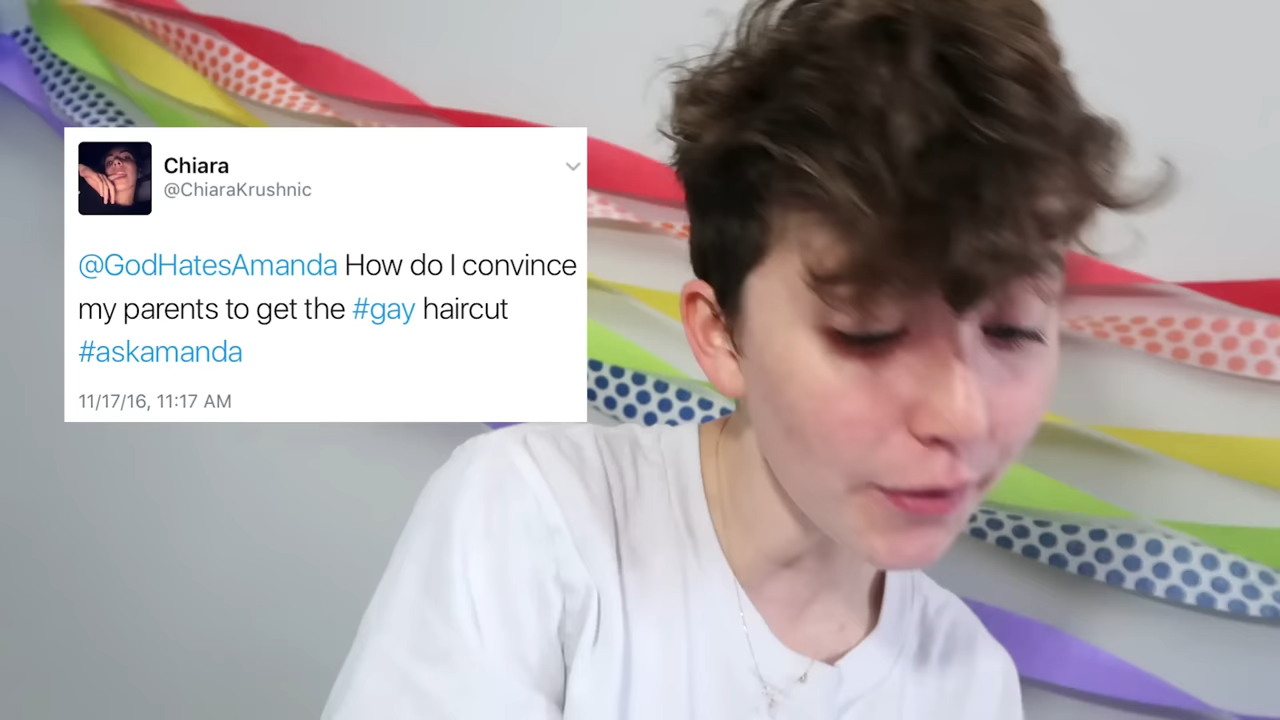 Chiara
@ChiaraKrushnic
@GodHatesAmanda How do I convince
my parents to get the #gay haircut
#askamanda
11/17/16, 11:17 AM